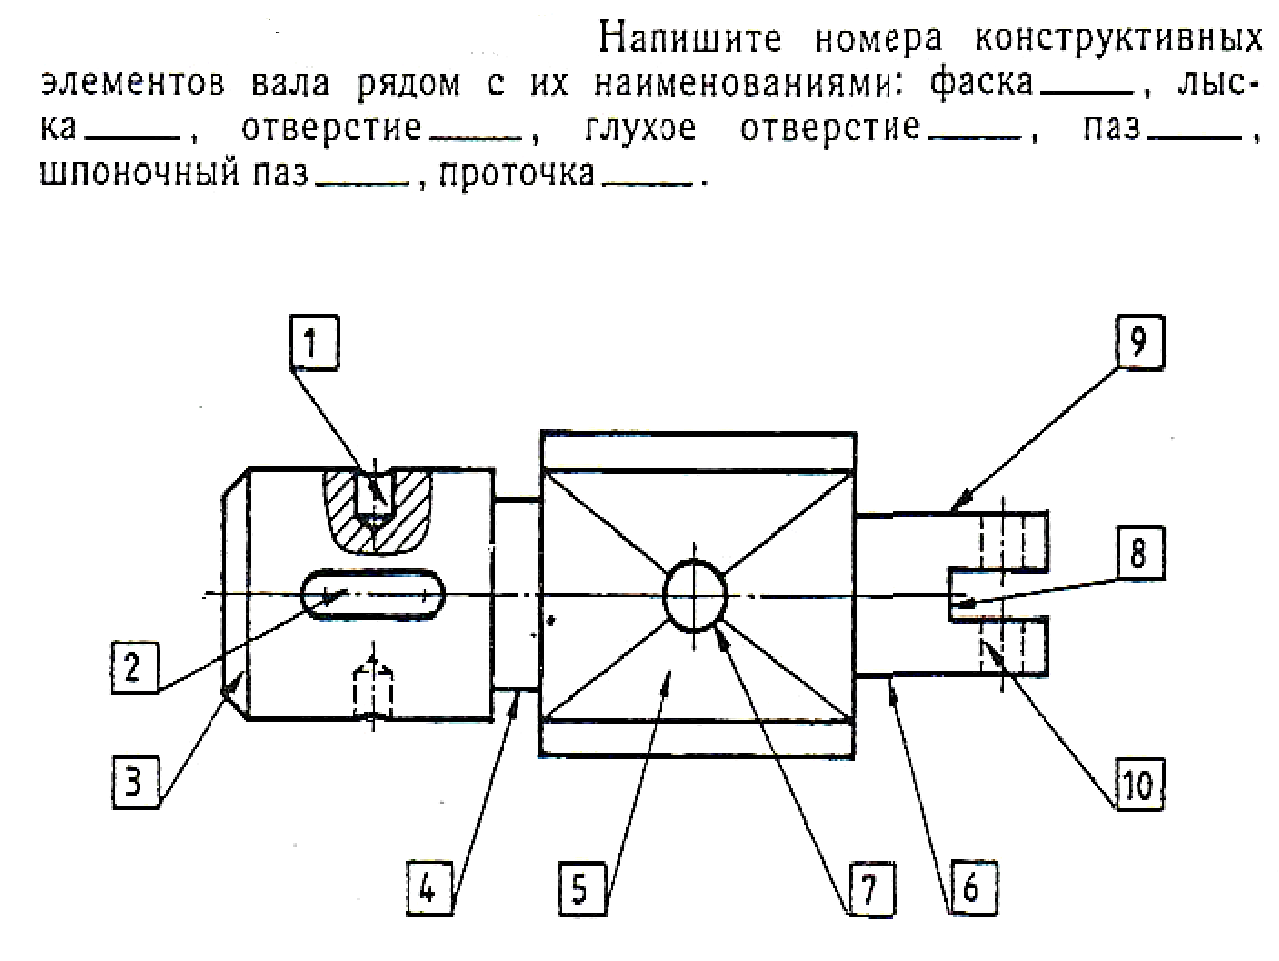 Напишите номера конструктивных
элементов вала рядом с их наименованиями: фаска____, лыс-
ка____, отверстие____, глухое отверстие____, паз____,
шпоночный паз____, проточка____.
1
9
8
2
3
10
4
5
7
6